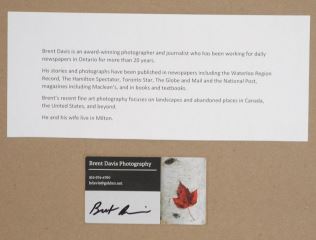 Brent Davis is an award-winning photographer and journalist who has been working for daily
newspapers in Ontario for more than 20 years.
His stories and photographs have been published in newspapers including the Waterloo Region
Record, The Hamilton Spectator, Toronto Star, The Globe and Mail and the National Post,
magazines including Maclean's, and in books and textbooks.
Brent's recent fine art photography focuses on landscapes and abandoned places in Canada,
the United States, and beyond.
He and his wife live in Milton.
Brent Davis Photography